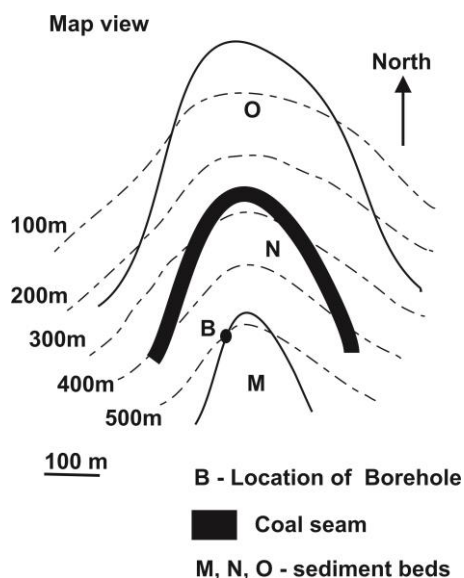 Map view
North
O
100m
N
200m
300m
B
400m
M
500m
100 m
B - Location of Borehole
Coal seam
M, N, O - sediment beds